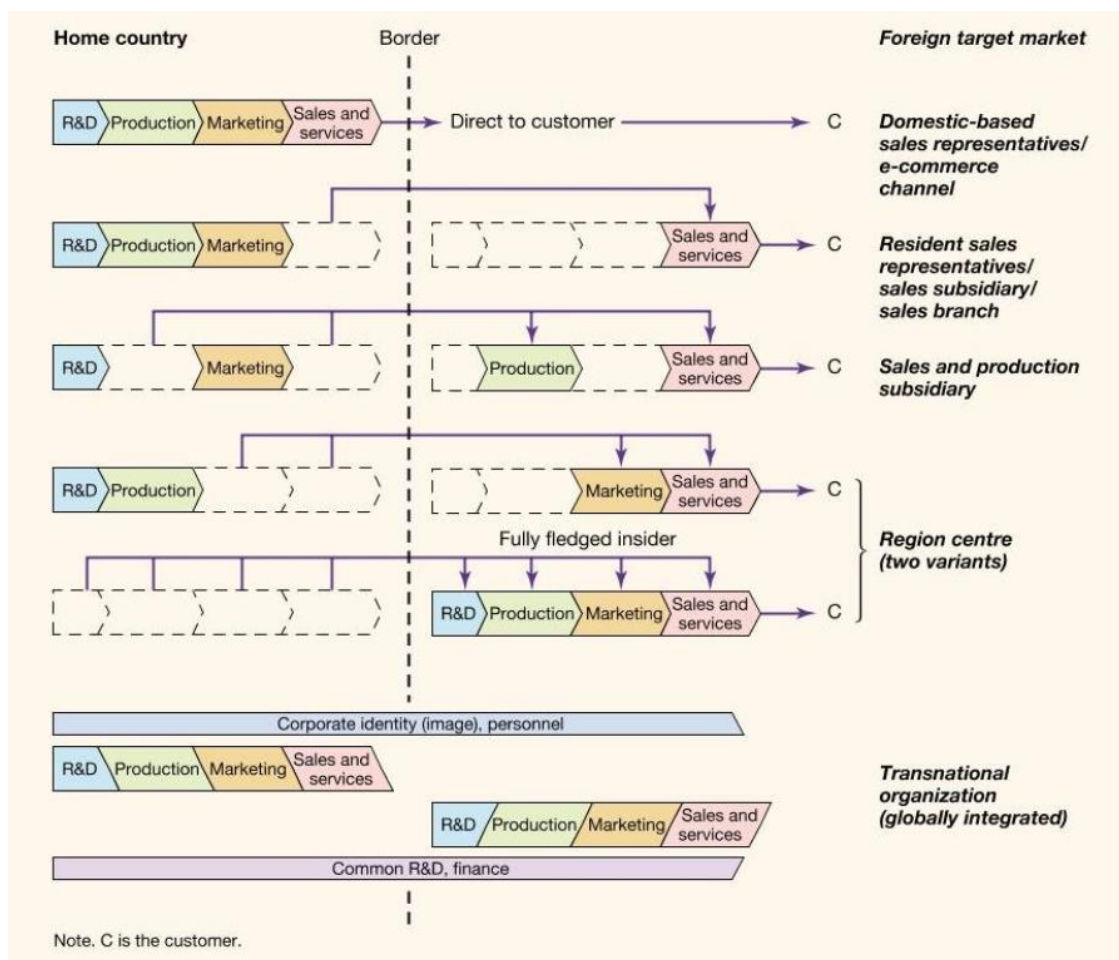 Home country
Border
Foreign target market
R&D
Production
Marketing
Sales and
services
Direct to customer
C
Domestic-based
sales representatives/
e-commerce
channel
R&D
Production
Marketing
Sales and
services
C
Resident sales
representatives/
sales subsidiary/
sales branch
R&D
Marketing
Production
Sales and
services
C
Sales and production
subsidiary
R&D
Production
Marketing
Sales and
services
C
Region centre
(two variants)
Fully fledged insider
R&D
Production
Marketing
Sales and
services
C
Corporate identity (image), personnel
R&D
Production
Marketing
Sales and
services
Transnational
organization
(globally integrated)
R&D
Production
Marketing
Sales and
services
Common R&D, finance
Note. C is the customer.